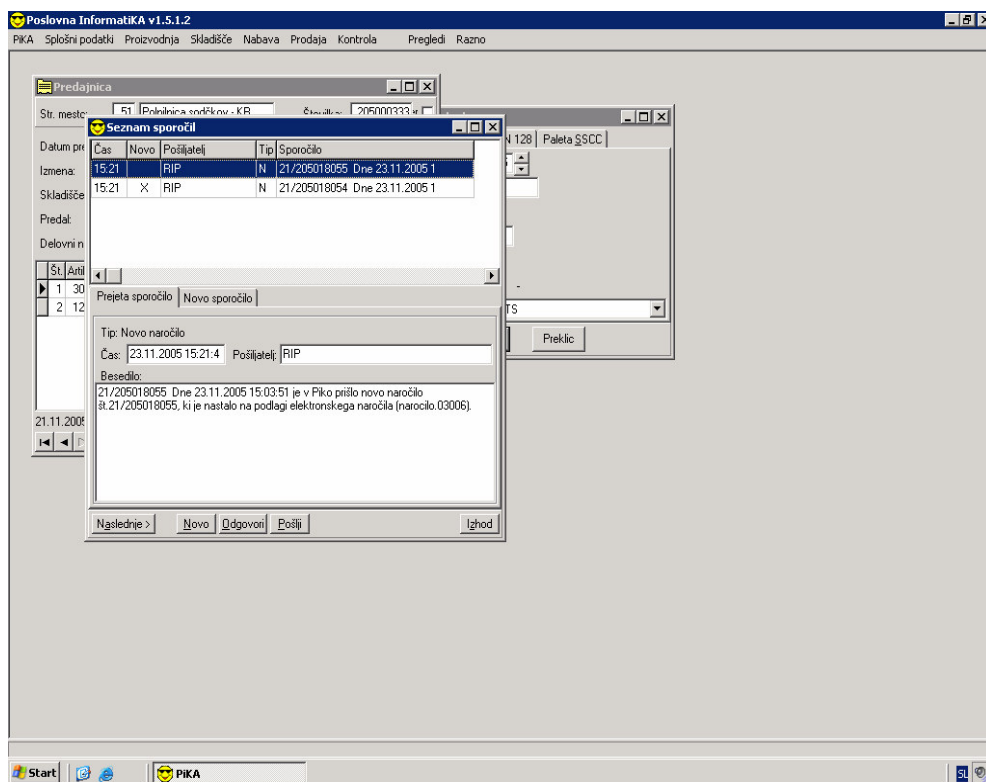 Poslovna InformatiKA v1.5.1.2
PiKA Splošni podatki Proizvodnja Skladišče Nabava Prodaja Kontrola Pregledi Razno
Predajnica
Str. mesto: 51 Polnilnica sodčkov - KB Številka: 205000333
Seznam sporočil
N 128 Paleta SSCC
Datum pre
Čas Novo Pošiljatelj Tip Sporočilo
Izmena:
15:21 RIP N 21/205018055 Dne 23.11.2005 1
15:21 X RIP N 21/205018054 Dne 23.11.2005 1
Skladišče
Predal:
Delovni n
Št. Arti
1 30
2 12
Prejeta sporočilo Novo sporočilo
TS
Tip: Novo naročilo
Preklic
Čas: 23.11.2005 15:21:4 Pošiljatelj: RIP
Besedilo:
21/205018055 Dne 23.11.2005 15:03:51 je v Piko prišlo novo naročilo
št.21/205018055, ki je nastalo na podlagi elektronskega naročila (narocilo.03006).
21.11.2005
Naslednje > Novo Odgovori Pošlji Izhod
Start PiKA SL